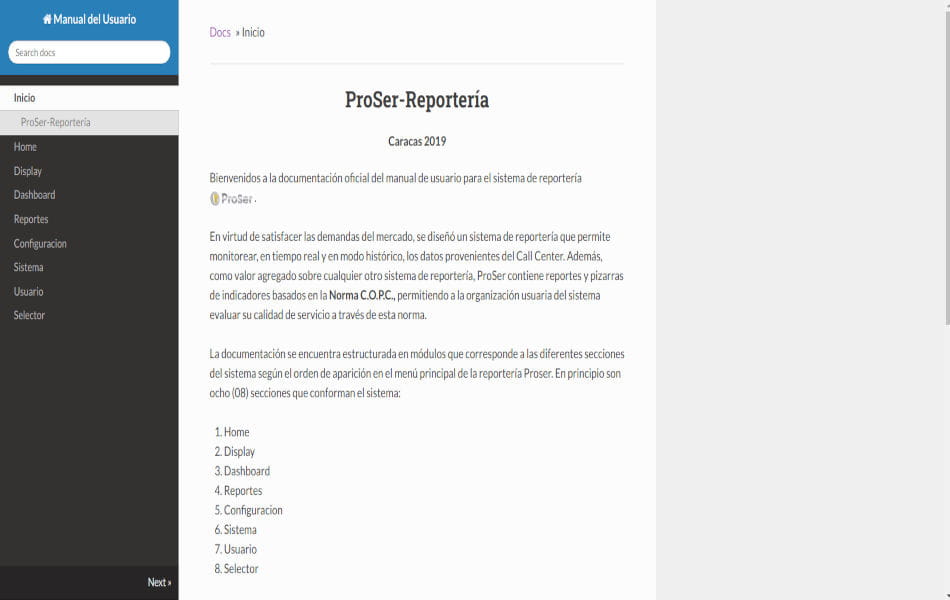 Manual del Usuario
Search docs
Inicio
ProSer-Reportería
Home
Display
Dashboard
Reportes
Configuracion
Sistema
Usuario
Selector
Next »
Docs » Inicio
ProSer-Reportería
Caracas 2019
Bienvenidos a la documentación oficial del manual de usuario para el sistema de reportería
ProSer .
En virtud de satisfacer las demandas del mercado, se diseñó un sistema de reportería que permite
monitorear, en tiempo real y en modo histórico, los datos provenientes del Call Center. Además,
como valor agregado sobre cualquier otro sistema de reportería, ProSer contiene reportes y pizarras
de indicadores basados en la Norma C.O.P.C., permitiendo a la organización usuaria del sistema
evaluar su calidad de servicio a través de esta norma.
La documentación se encuentra estructurada en módulos que corresponde a las diferentes secciones
del sistema según el orden de aparición en el menú principal de la reportería Proser. En principio son
ocho (08) secciones que conforman el sistema:
1. Home
2. Display
3. Dashboard
4. Reportes
5. Configuracion
6. Sistema
7. Usuario
8. Selector